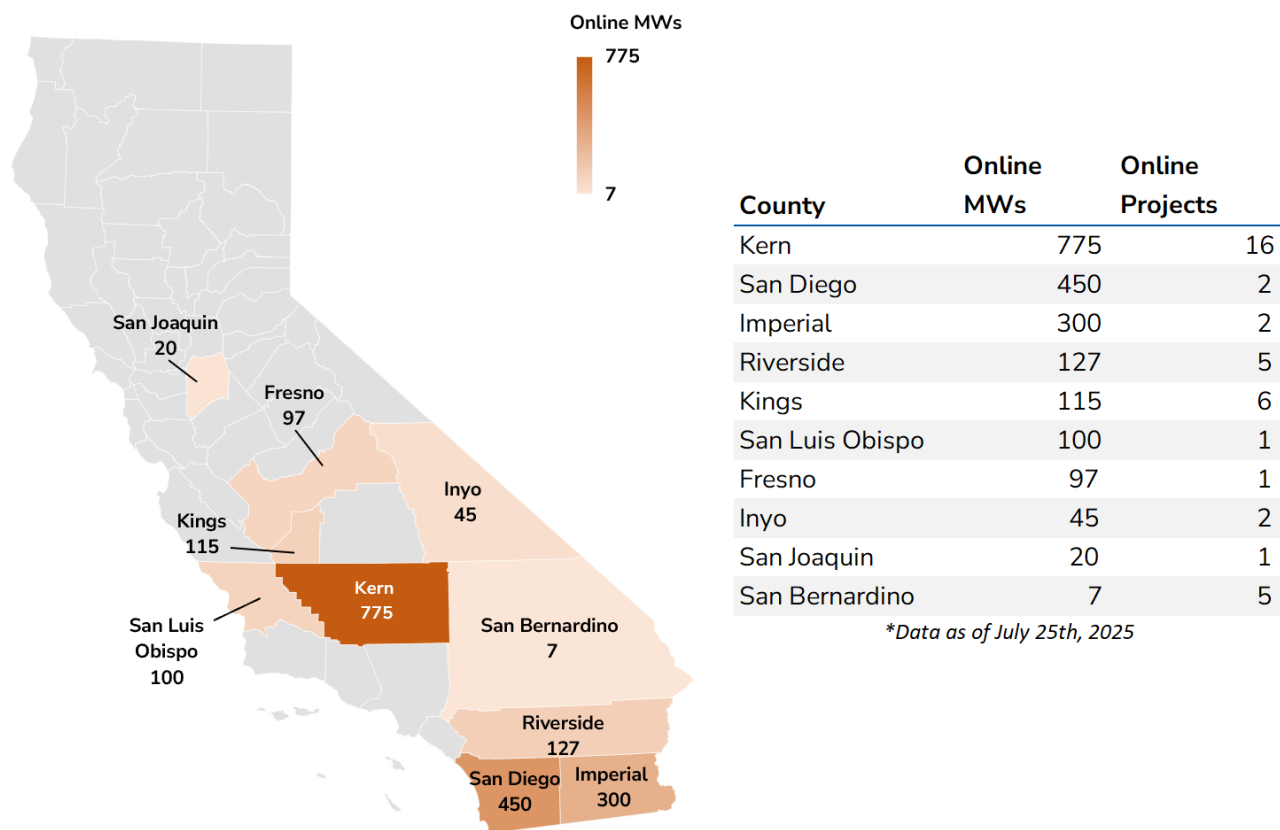 Online MWs
775
7
San Joaquin
20
Fresno
97
Inyo
45
Kings
115
Kern
775
San Luis
Obispo
100
San Bernardino
7
Riverside
127
San Diego
450
Imperial
300
Online Online
County MWs Projects
Kern 775 16
San Diego 450 2
Imperial 300 2
Riverside 127 5
Kings 115 6
San Luis Obispo 100 1
Fresno 97 1
Inyo 45 2
San Joaquin 20 1
San Bernardino 7 5
*Data as of July 25th, 2025